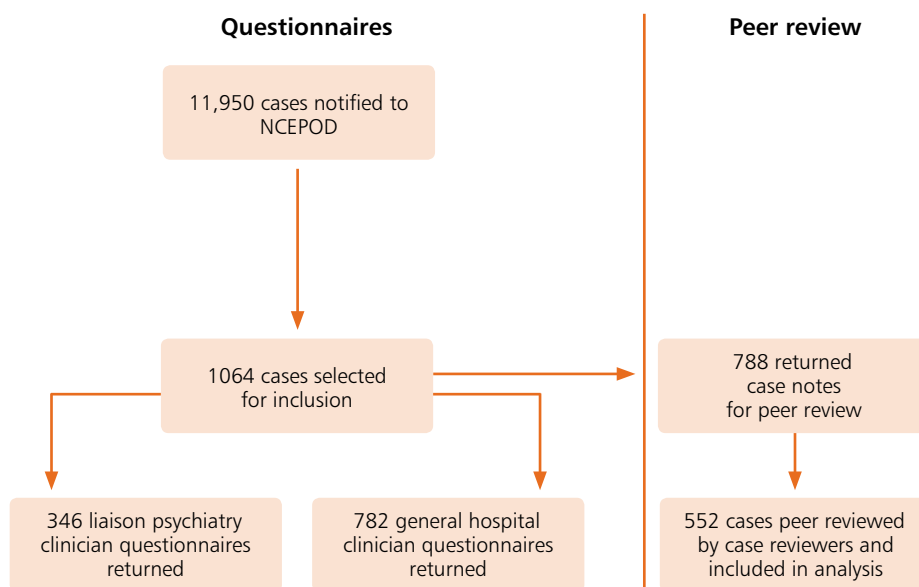 Questionnaires
Peer review
11,950 cases notified to
NCEPOD
1064 cases selected
for inclusion
788 returned
case notes
for peer review
346 liaison psychiatry
clinician questionnaires
returned
782 general hospital
clinician questionnaires
returned
552 cases peer reviewed
by case reviewers and
included in analysis